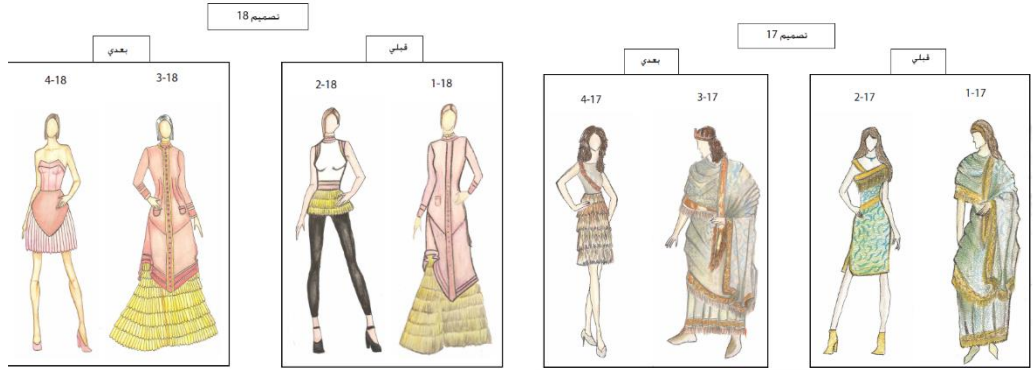 تصميم 17
قبلي
1-17
2-17
بعدي
3-17
4-17
تصميم 18
قبلي
1-18
2-18
بعدي
3-18
4-18